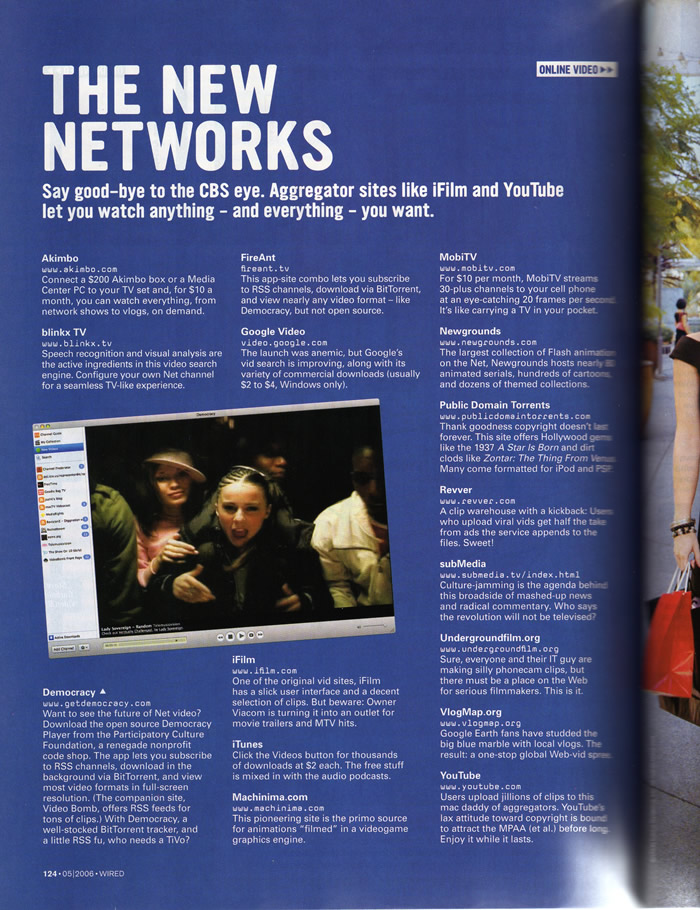 THE NEW
NETWORKS
ONLINE VIDEO ▸▸
Say good–bye to the CBS eye. Aggregator sites like iFilm and YouTube
let you watch anything – and everything – you want.
Akimbo
www.akimbo.com
Connect a $200 Akimbo box or a Media
Center PC to your TV set and, for $10 a
month, you can watch everything, from
network shows to vlogs, on demand.
blinkx TV
www.blinkx.tv
Speech recognition and visual analysis are
the active ingredients in this video search
engine. Configure your own Net channel
for a seamless TV-like experience.
FireAnt
fireant.tv
This app-site combo lets you subscribe
to RSS channels, download via BitTorrent,
and view nearly any video format – like
Democracy, but not open source.
Google Video
video.google.com
The launch was anemic, but Google's
vid search is improving, along with its
variety of commercial downloads (usually
$2 to $4, Windows only).
Democracy
Channel Guide
Search
Lady Sovereign – Random
Add Channel
Active Downloads
Democracy ▲
www.getdemocracy.com
Want to see the future of Net video?
Download the open source Democracy
Player from the Participatory Culture
Foundation, a renegade nonprofit
code shop. The app lets you subscribe
to RSS channels, download in the
background via BitTorrent, and view
most video formats in full-screen
resolution. (The companion site,
Video Bomb, offers RSS feeds for
tons of clips.) With Democracy, a
well-stocked BitTorrent tracker, and
a little RSS fu, who needs a TiVo?
iFilm
www.ifilm.com
One of the original vid sites, iFilm
has a slick user interface and a decent
selection of clips. But beware: Owner
Viacom is turning it into an outlet for
movie trailers and MTV hits.
iTunes
Click the Videos button for thousands
of downloads at $2 each. The free stuff
is mixed in with the audio podcasts.
Machinima.com
www.machinima.com
This pioneering site is the primo source
for animations "filmed" in a videogame
graphics engine.
MobiTV
www.mobitv.com
For $10 per month, MobiTV streams
30-plus channels to your cell phone
at an eye-catching 20 frames per second.
It's like carrying a TV in your pocket.
Newgrounds
www.newgrounds.com
The largest collection of Flash animation
on the Net, Newgrounds hosts nearly 80
animated serials, hundreds of cartoons,
and dozens of themed collections.
Public Domain Torrents
www.publicdomaintorrents.com
Thank goodness copyright doesn't last
forever. This site offers Hollywood gems
like the 1937 A Star Is Born and dirt
clods like Zontar: The Thing From Venus.
Many come formatted for iPod and PSP.
Revver
www.revver.com
A clip warehouse with a kickback: Users
who upload viral vids get half the take
from ads the service appends to the
files. Sweet!
subMedia
www.submedia.tv/index.html
Culture-jamming is the agenda behind
this broadside of mashed-up news
and radical commentary. Who says
the revolution will not be televised?
Undergroundfilm.org
www.undergroundfilm.org
Sure, everyone and their IT guy are
making silly phonecam clips, but
there must be a place on the Web
for serious filmmakers. This is it.
VlogMap.org
www.vlogmap.org
Google Earth fans have studded the
big blue marble with local vlogs. The
result: a one-stop global Web-vid spree.
YouTube
www.youtube.com
Users upload jillions of clips to this
mac daddy of aggregators. YouTube's
lax attitude toward copyright is bound
to attract the MPAA (et al.) before long.
Enjoy it while it lasts.
124 • 05 | 2006 • WIRED